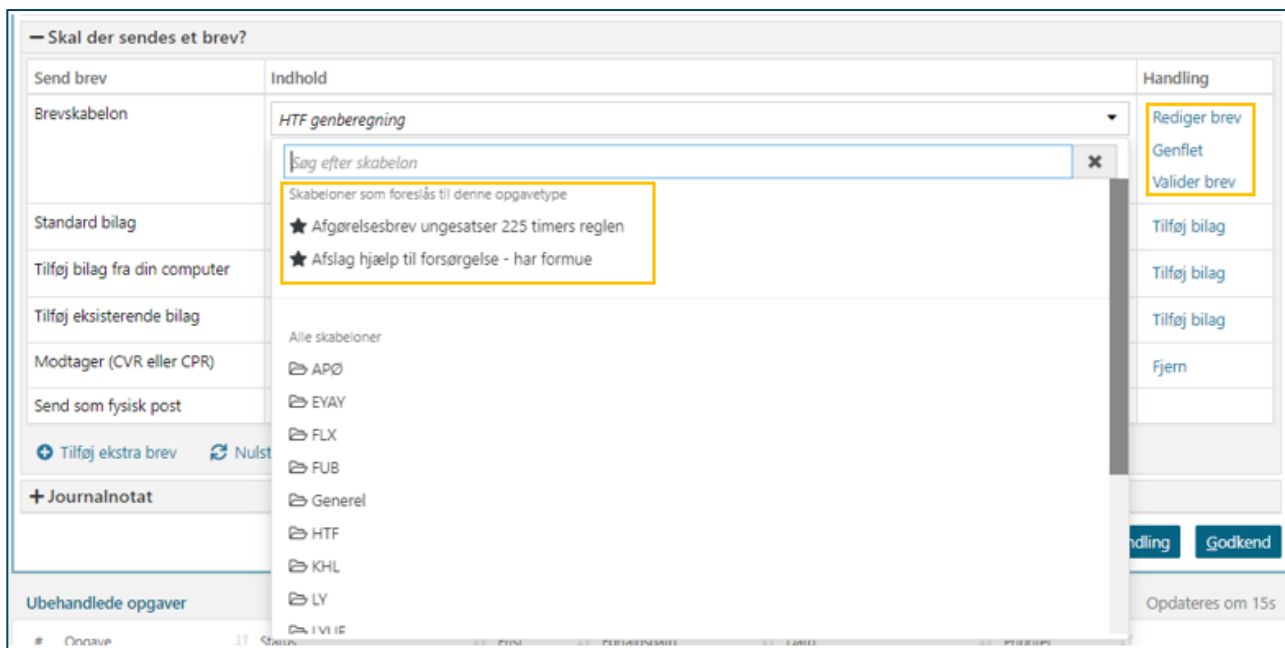 Skal der sendes et brev?
Send brev Indhold Handling
Brevskabelon HTF genberegning Rediger brev
Søg efter skabelon Genflet
Skabeloner som foreslås til denne opgavetype Valider brev
Standard bilag Afgørelsesbrev ungesatser 225 timers reglen Tilføj bilag
Tilføj bilag fra din computer Afslag hjælp til forsørgelse - har formue Tilføj bilag
Tilføj eksisterende bilag Tilføj bilag
Alle skabeloner
Modtager (CVR eller CPR) APØ Fjern
Send som fysisk post EYAY
FLX
Tilføj ekstra brev Nulst
FUB
Journalnotat Generel
HTF
ndling Godkend
KHL
Ubehandlede opgaver LY Opdateres om 15s
# Opgave Status